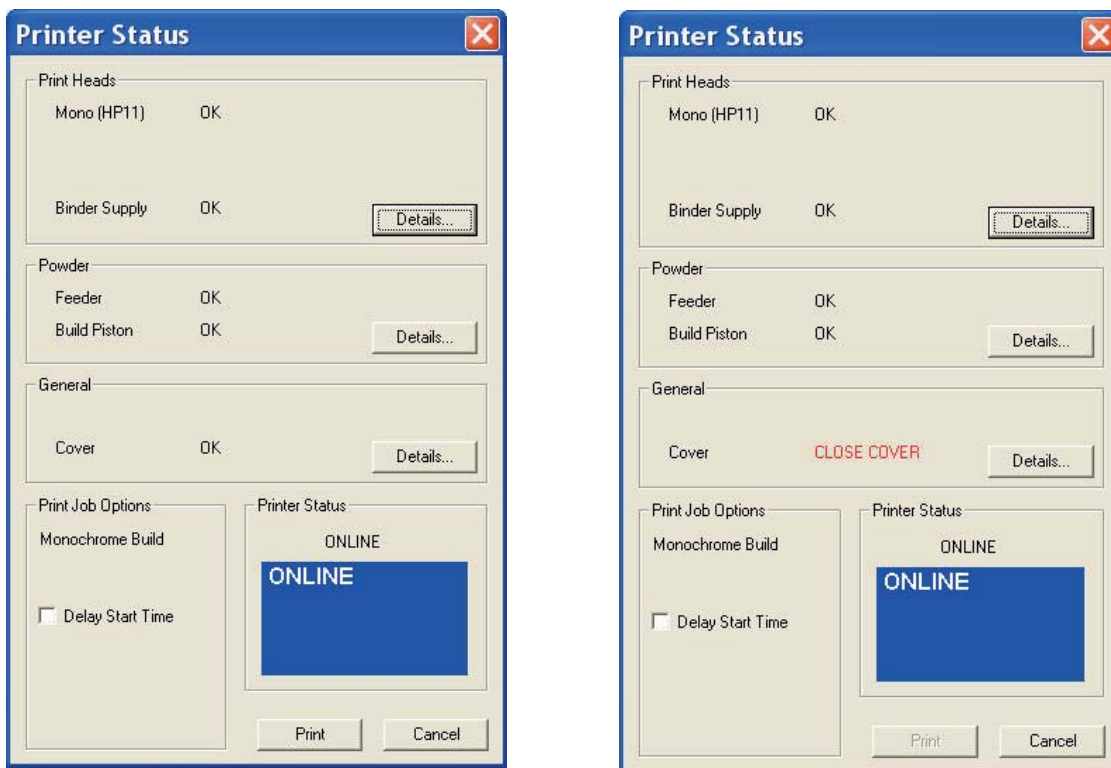 Printer Status
Print Heads
Mono (HP11) OK
Binder Supply OK
Details...
Powder
Feeder OK
Build Piston OK
Details...
General
Cover OK
Details...
Print Job Options
Monochrome Build
Delay Start Time
Printer Status
ONLINE
ONLINE
Print
Cancel
Printer Status
Print Heads
Mono (HP11) OK
Binder Supply OK
Details...
Powder
Feeder OK
Build Piston OK
Details...
General
Cover CLOSE COVER
Details...
Print Job Options
Monochrome Build
Delay Start Time
Printer Status
ONLINE
ONLINE
Print
Cancel